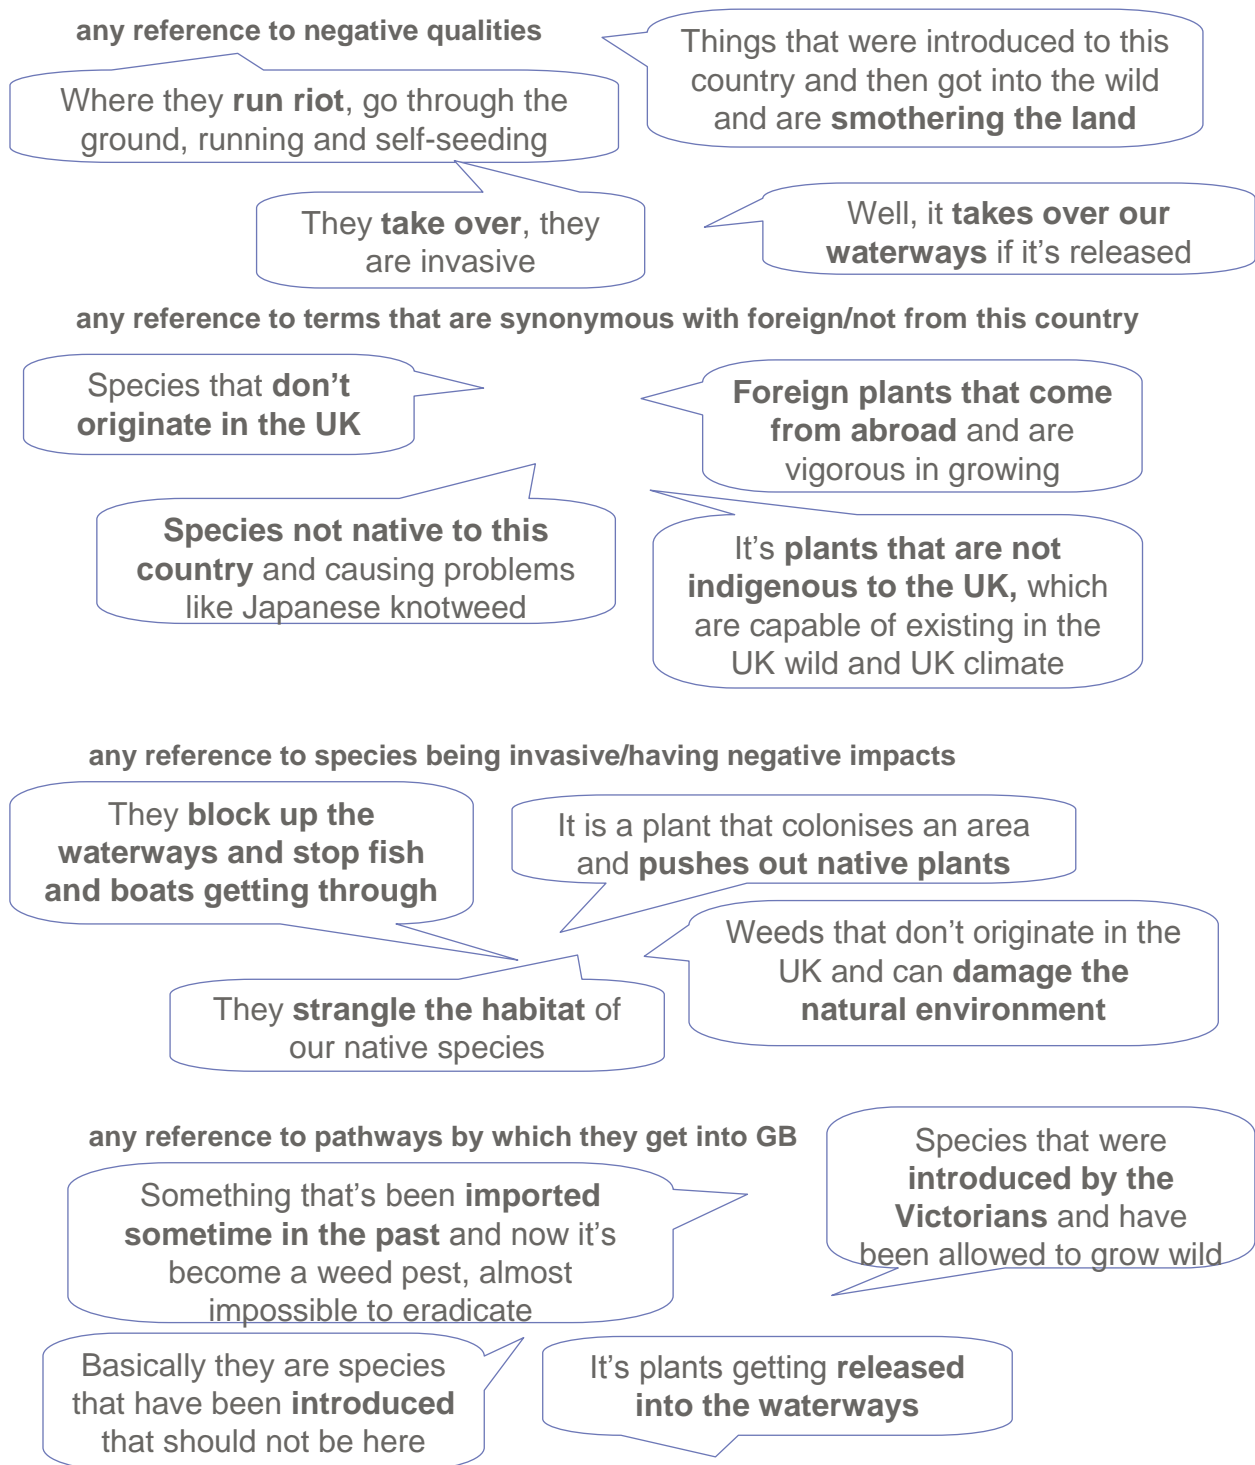 any reference to negative qualities
Things that were introduced to this
country and then got into the wild
and are smothering the land
Where they run riot, go through the
ground, running and self-seeding
They take over, they
are invasive
Well, it takes over our
waterways if it’s released
any reference to terms that are synonymous with foreign/not from this country
Species that don’t
originate in the UK
Foreign plants that come
from abroad and are
vigorous in growing
Species not native to this
country and causing problems
like Japanese knotweed
It’s plants that are not
indigenous to the UK, which
are capable of existing in the
UK wild and UK climate
any reference to species being invasive/having negative impacts
They block up the
waterways and stop fish
and boats getting through
It is a plant that colonises an area
and pushes out native plants
Weeds that don’t originate in the
UK and can damage the
natural environment
They strangle the habitat of
our native species
any reference to pathways by which they get into GB
Species that were
introduced by the
Victorians and have
been allowed to grow wild
Something that’s been imported
sometime in the past and now it’s
become a weed pest, almost
impossible to eradicate
Basically they are species
that have been introduced
that should not be here
It’s plants getting released
into the waterways